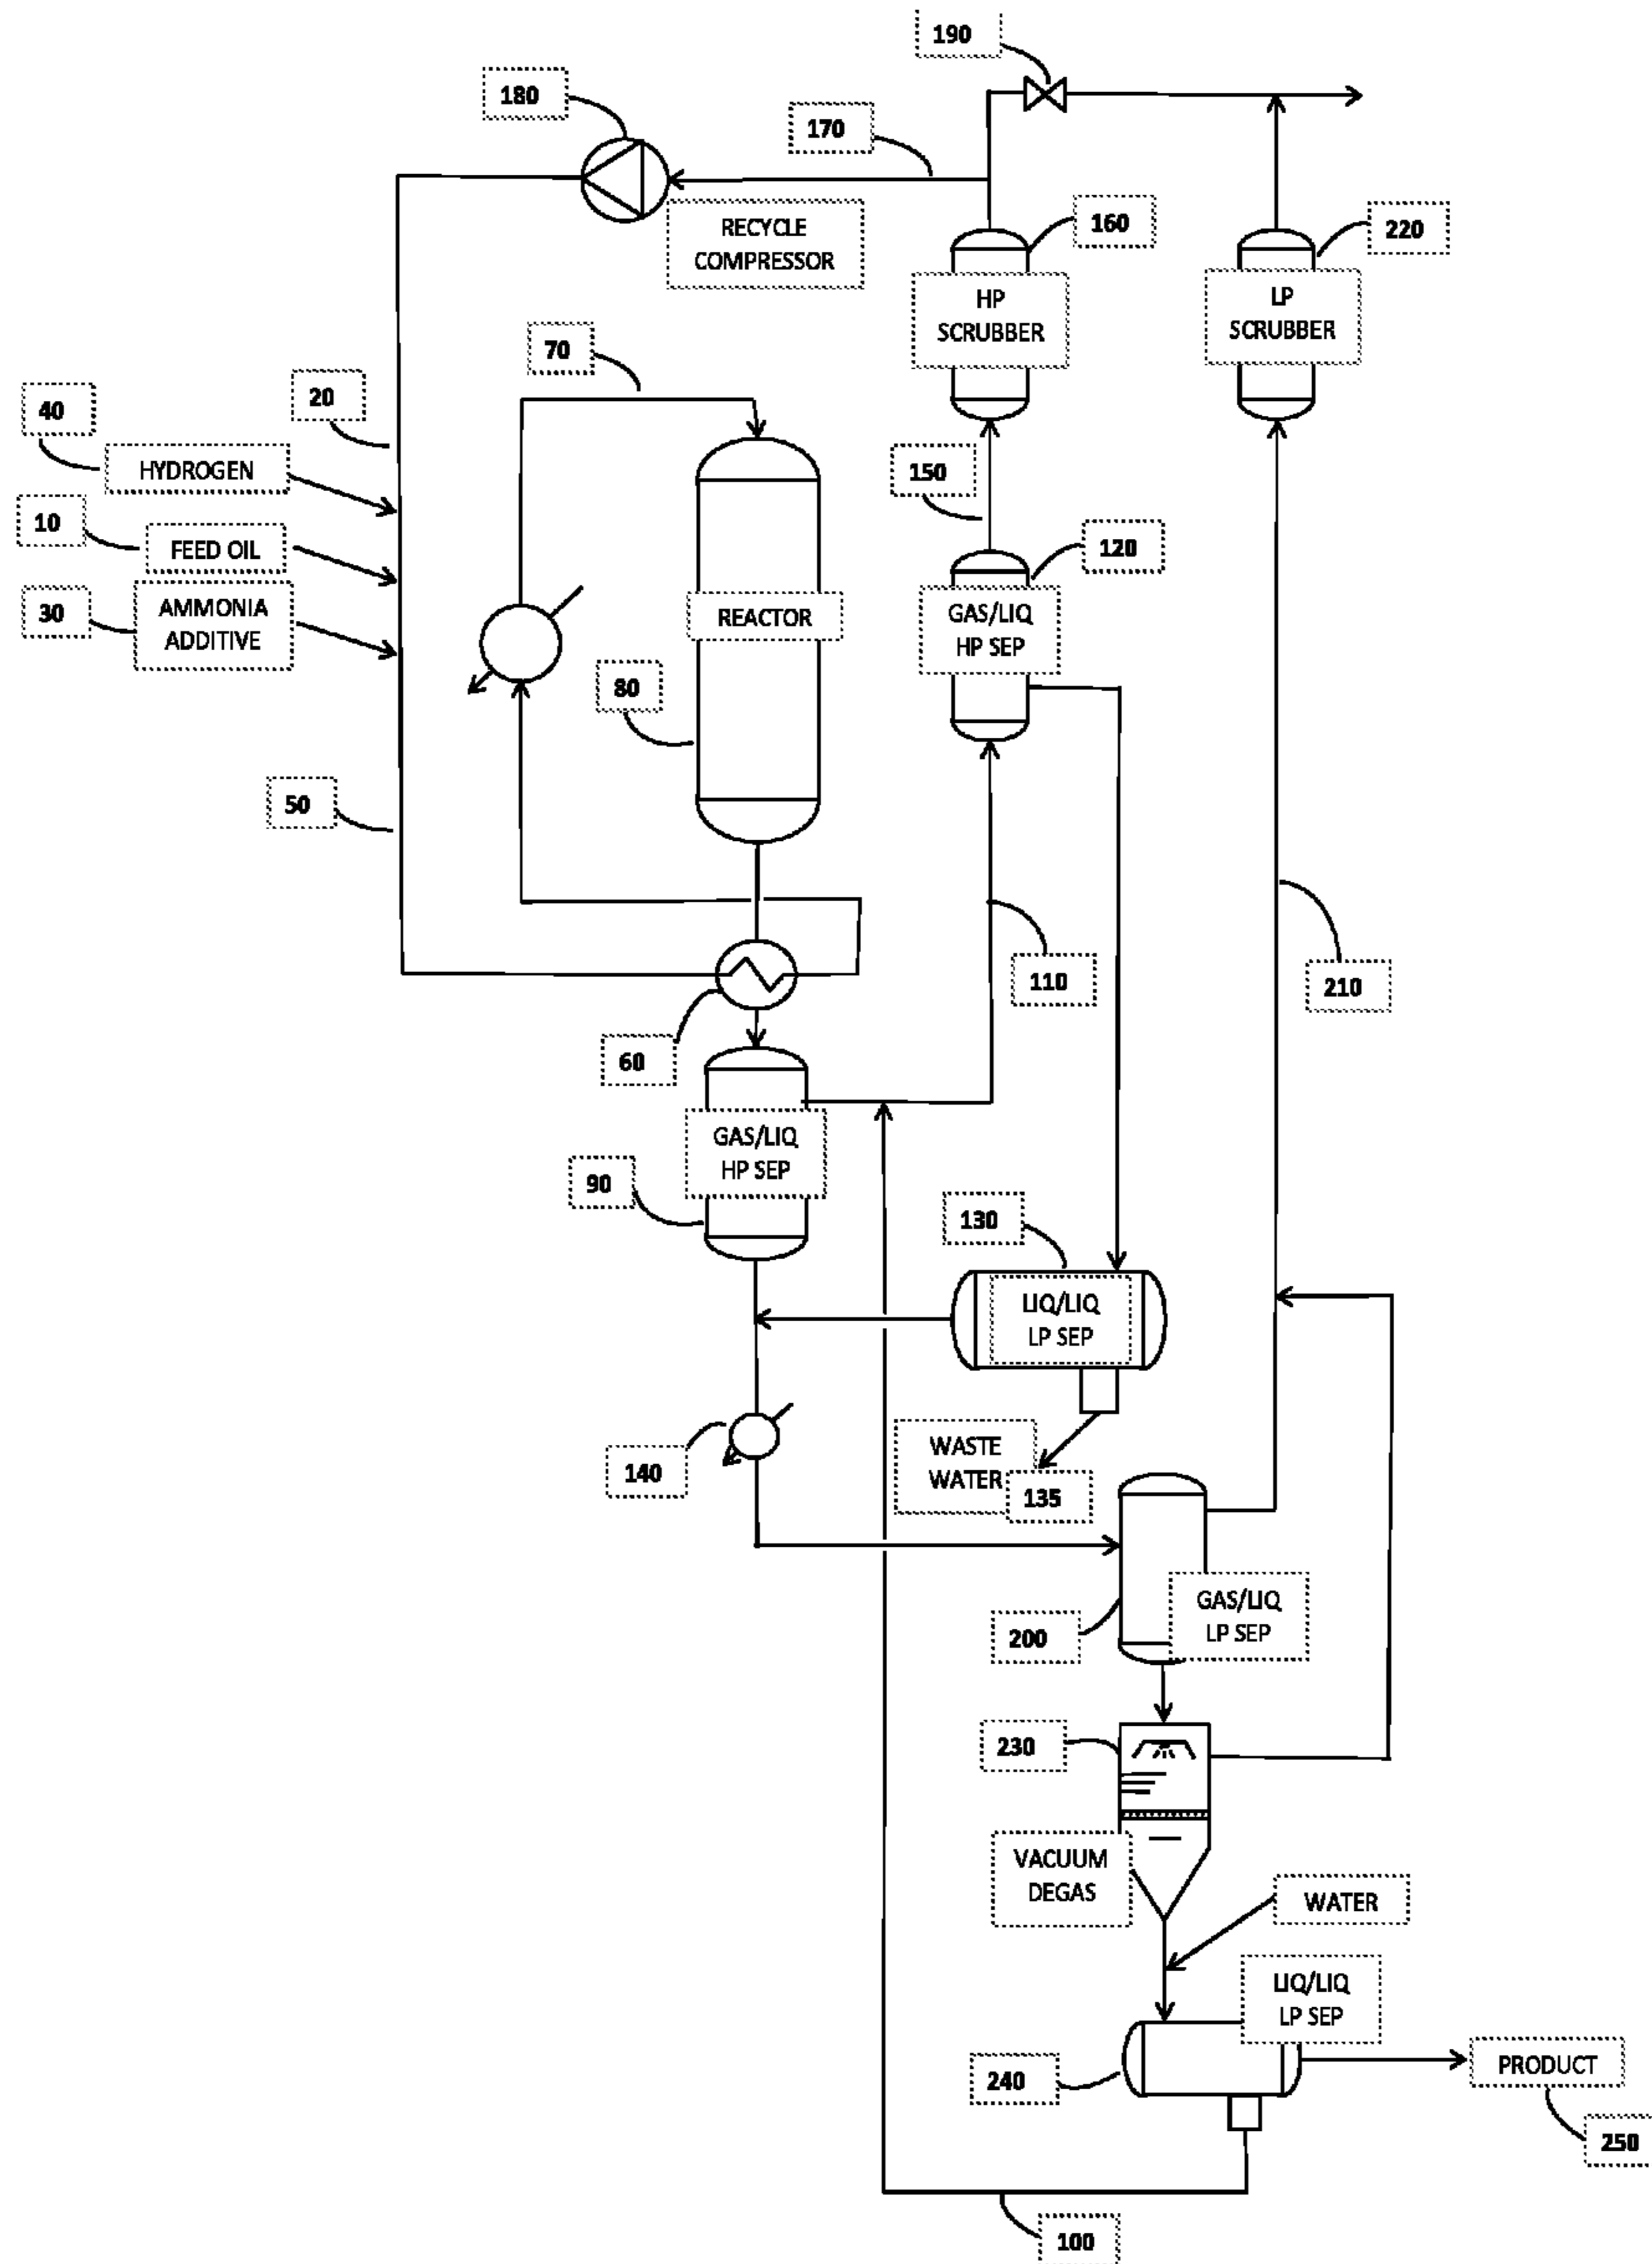 190
180
170
RECYCLE
COMPRESSOR
160
220
HP
SCRUBBER
LP
SCRUBBER
70
20
40
HYDROGEN
150
10
FEED OIL
120
30
AMMONIA
ADDITIVE
REACTOR
GAS/LIQ
HP SEP
80
50
110
210
60
GAS/LIQ
HP SEP
90
130
LIQ/LIQ
LP SEP
140
WASTE
WATER
135
200
GAS/LIQ
LP SEP
230
VACUUM
DEGAS
WATER
LIQ/LIQ
LP SEP
240
PRODUCT
250
100